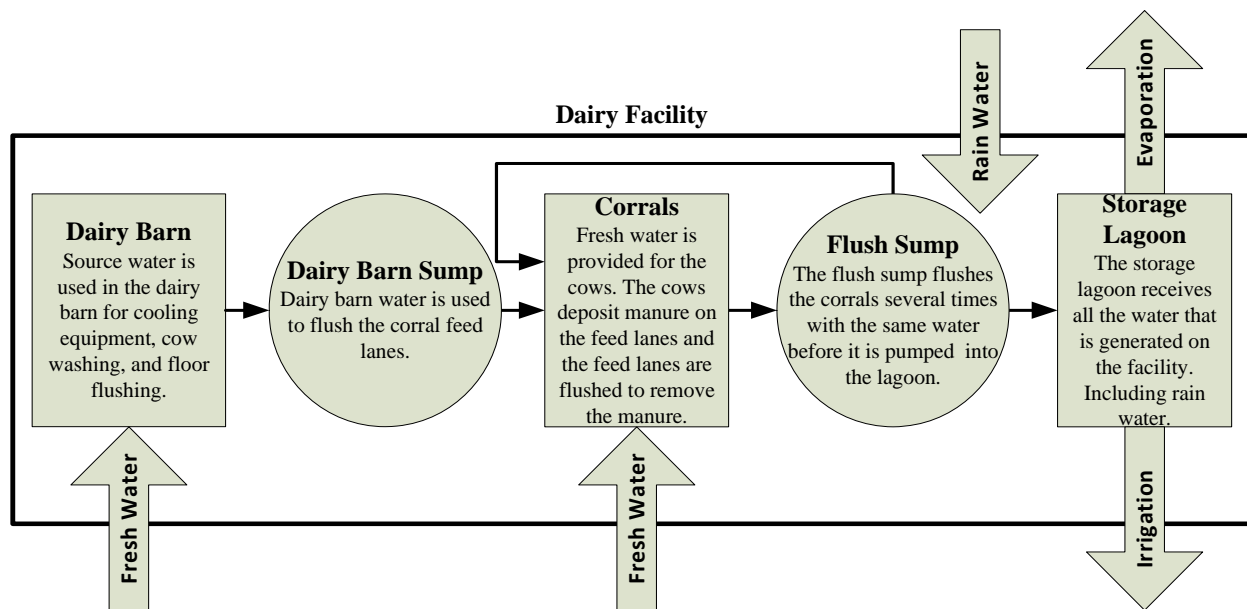 Dairy Facility
Rain Water
Evaporation
Dairy Barn
Source water is
used in the dairy
barn for cooling
equipment, cow
washing, and floor
flushing.
Dairy Barn Sump
Dairy barn water is used
to flush the corral feed
lanes.
Corrals
Fresh water is
provided for the
cows. The cows
deposit manure on
the feed lanes and
the feed lanes are
flushed to remove
the manure.
Flush Sump
The flush sump flushes
the corrals several times
with the same water
before it is pumped into
the lagoon.
Storage
Lagoon
The storage
lagoon receives
all the water that
is generated on
the facility.
Including rain
water.
Fresh Water
Fresh Water
Irrigation